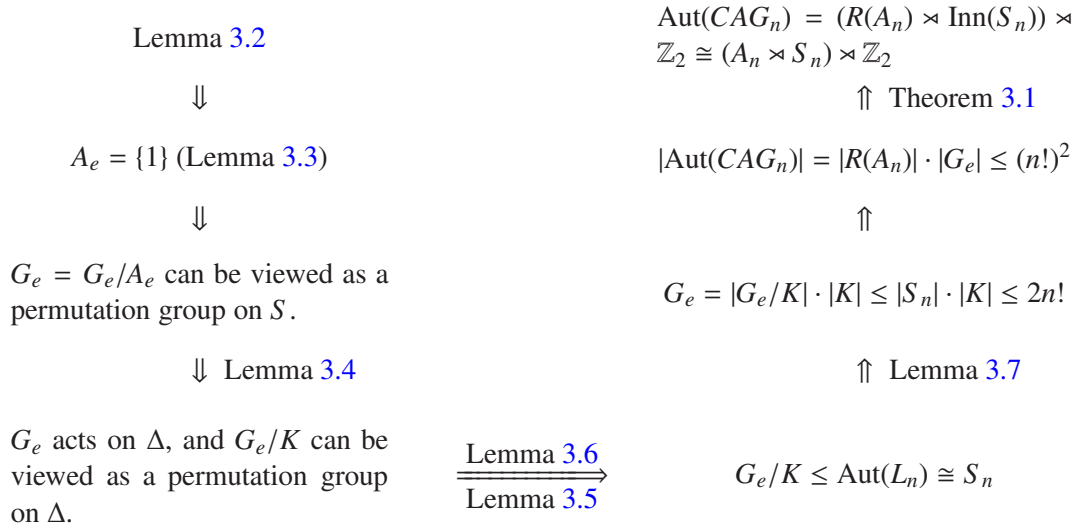 Lemma 3.2
⇓
A_e = {1} (Lemma 3.3)
⇓
G_e = G_e/A_e can be viewed as a
permutation group on S.
⇓ Lemma 3.4
G_e acts on Δ, and G_e/K can be
viewed as a permutation group
on Δ.
Lemma 3.6
⟹
Lemma 3.5
G_e/K ≤ Aut(L_n) ≅ S_n
⇑ Lemma 3.7
G_e = |G_e/K| · |K| ≤ |S_n| · |K| ≤ 2n!
⇑
|Aut(CAG_n)| = |R(A_n)| · |G_e| ≤ (n!)^2
⇑ Theorem 3.1
Aut(CAG_n) = (R(A_n) ⋊ Inn(S_n)) ⋊
ℤ_2 ≅ (A_n ⋊ S_n) ⋊ ℤ_2